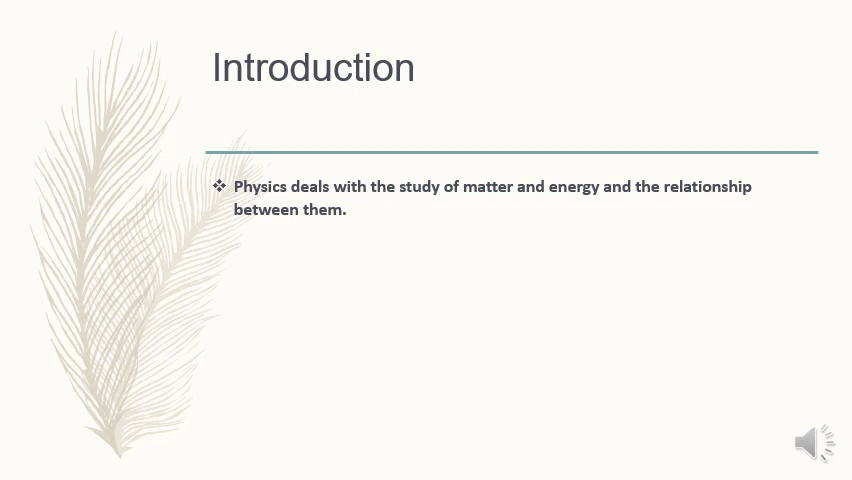 Introduction
❖ Physics deals with the study of matter and energy and the relationship
between them.